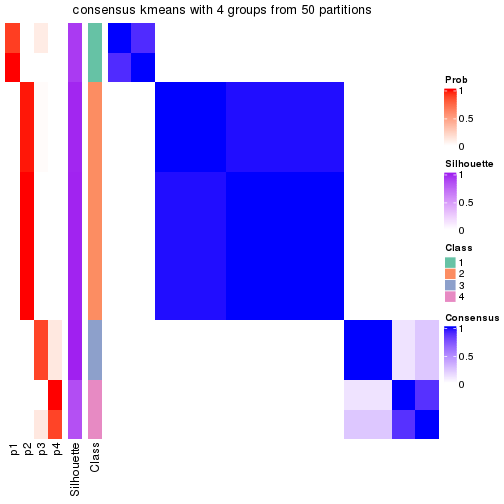 consensus kmeans with 4 groups from 50 partitions
Prob
1
0.5
0
Silhouette
1
0.5
0
Class
1
2
3
4
Consensus
1
0.5
0
p1
p2
p3
p4
Silhouette
Class